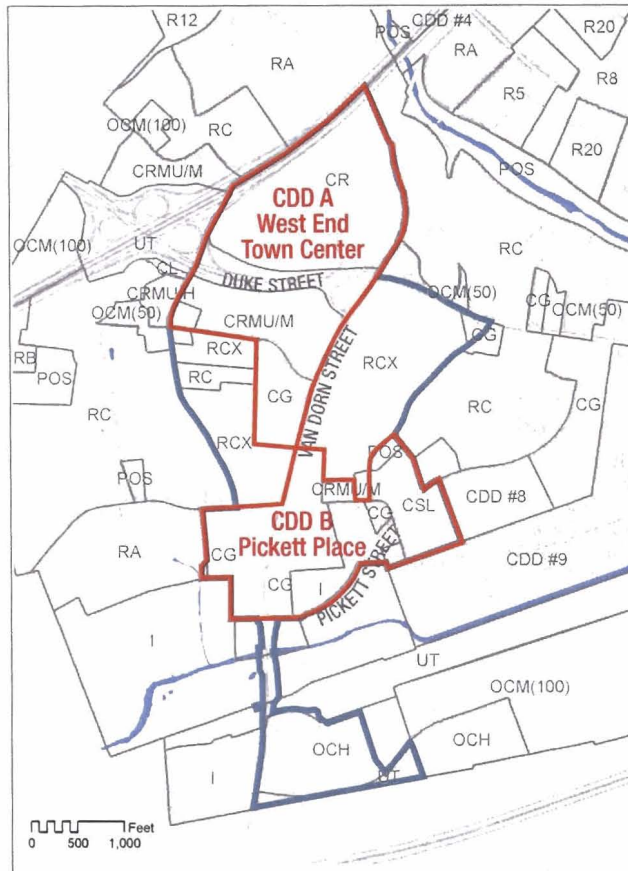 R12
CDD #4
POS
R20
RA
RA
R8
R5
OCM(100)
RC
R20
CRMU/M
POS
CR
CDD A
West End
Town Center
OCM(100)
UT
RC
CL
DUKE STREET
OCM(50)
CRMU/H
CG
OCM(50)
OCM(50)
CRMU/M
CG
RCX
RCX
RB
POS
RC
VAN DORN STREET
CG
RC
CG
RC
RCX
POS
POS
CRMU/M
CSL
CDD #8
CDD B
Pickett Place
CG
RA
CG
CG
PICKETT STREET
CDD #9
I
I
UT
OCM(100)
OCH
OCH
I
Feet
0 500 1,000